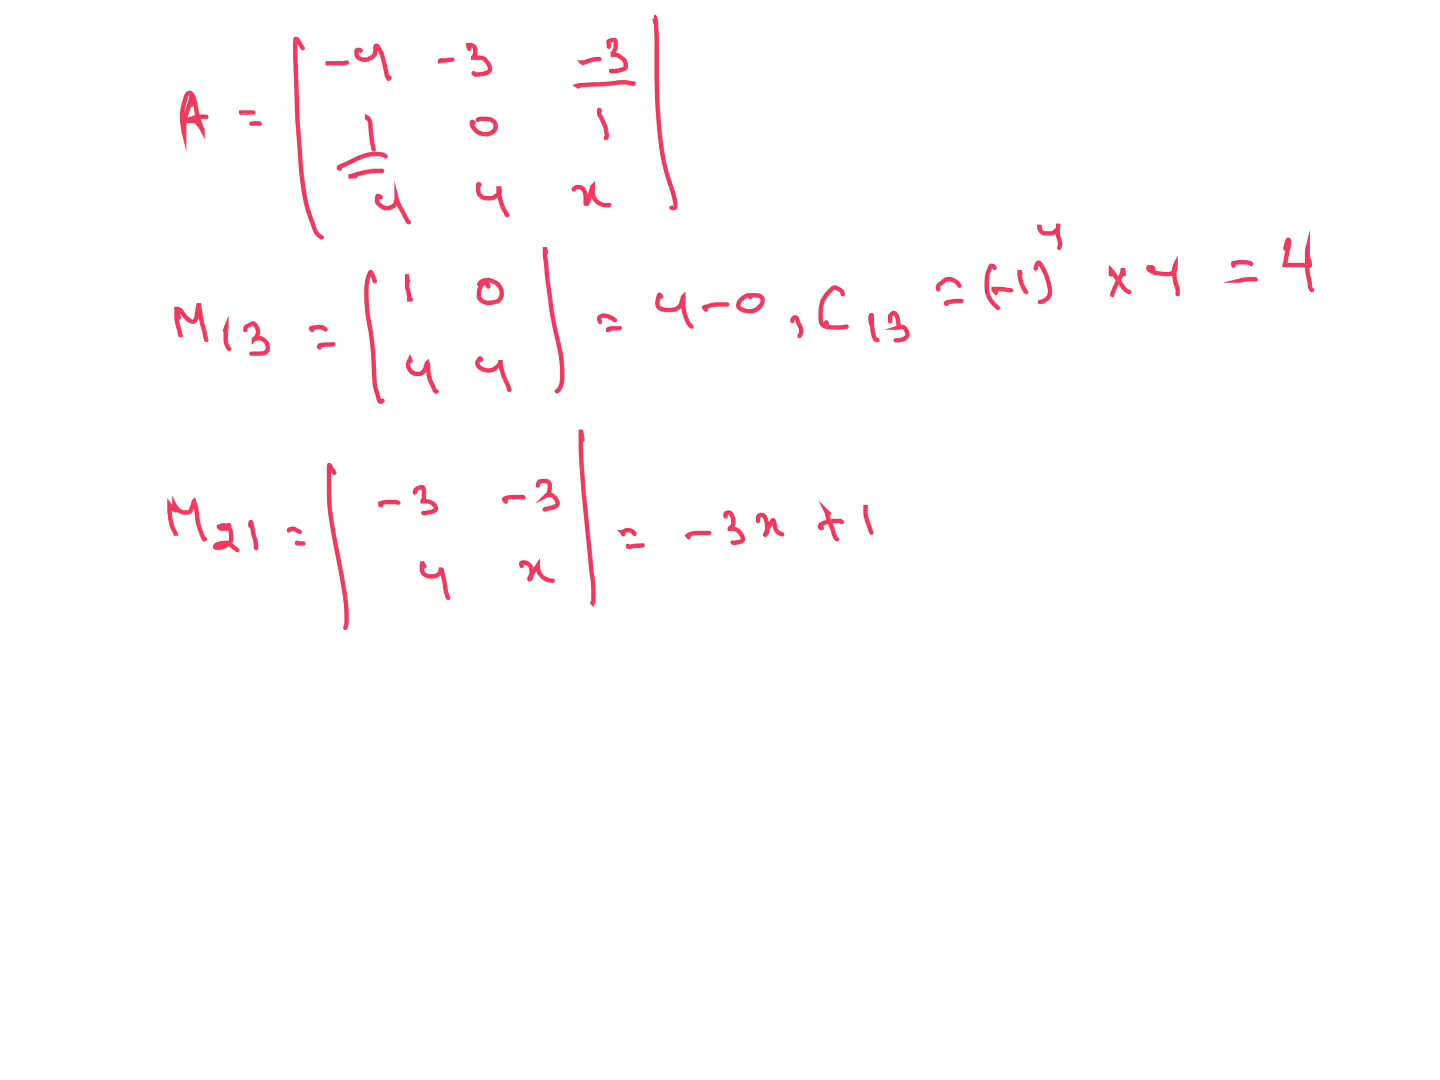 A = | -4 -3 -3 |
| 1 0 1 |
| 4 4 x |
M13 = | 1 0 | = 4-0 , C13 = (-1)^4 × 4 = 4
| 4 4 |
M21 = | -3 -3 | = -3x + 1
| 4 x |